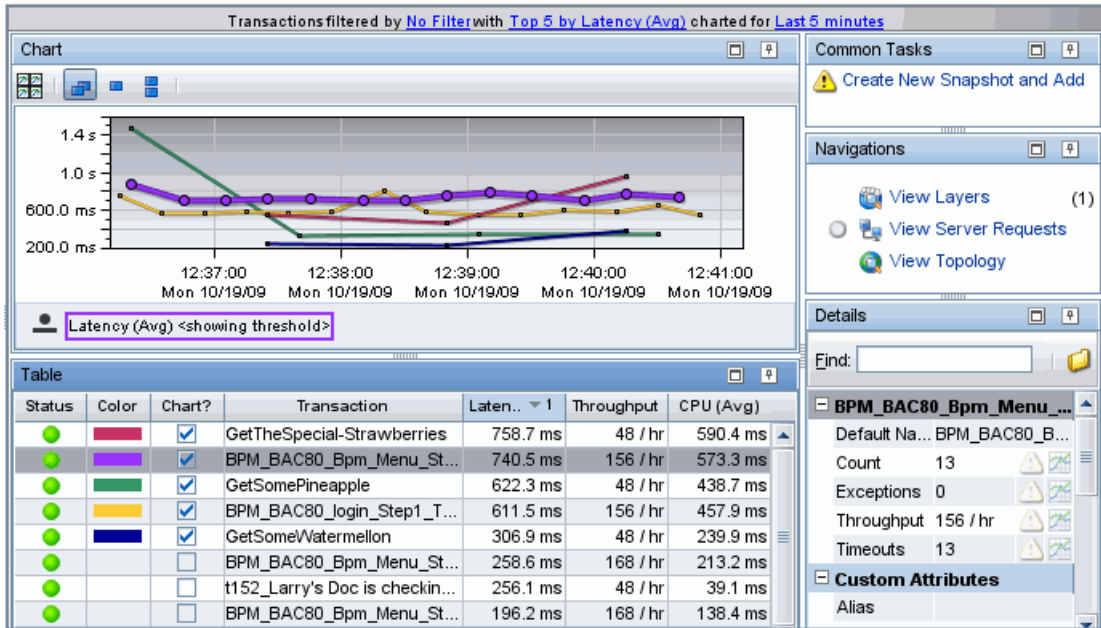 Transactions filtered by No Filter with Top 5 by Latency (Avg) charted for Last 5 minutes
Chart
1.4 s
1.0 s
600.0 ms
200.0 ms
12:37:00 12:38:00 12:39:00 12:40:00 12:41:00
Mon 10/19/09 Mon 10/19/09 Mon 10/19/09 Mon 10/19/09 Mon 10/19/09
Latency (Avg) <showing threshold>
Table
Status Color Chart? Transaction Laten.. 1 Throughput CPU (Avg)
GetTheSpecial-Strawberries 758.7 ms 48 / hr 590.4 ms
BPM_BAC80_Bpm_Menu_St... 740.5 ms 156 / hr 573.3 ms
GetSomePineapple 622.3 ms 48 / hr 438.7 ms
BPM_BAC80_login_Step1_T... 611.5 ms 156 / hr 457.9 ms
GetSomeWatermellon 306.9 ms 48 / hr 239.9 ms
BPM_BAC80_Bpm_Menu_St... 258.6 ms 168 / hr 213.2 ms
t152_Larry's Doc is checkin... 256.1 ms 48 / hr 39.1 ms
BPM_BAC80_Bpm_Menu_St... 196.2 ms 168 / hr 138.4 ms
Common Tasks
Create New Snapshot and Add
Navigations
View Layers (1)
View Server Requests
View Topology
Details
Find:
BPM_BAC80_Bpm_Menu_...
Default Na... BPM_BAC80_B...
Count 13
Exceptions 0
Throughput 156 / hr
Timeouts 13
Custom Attributes
Alias